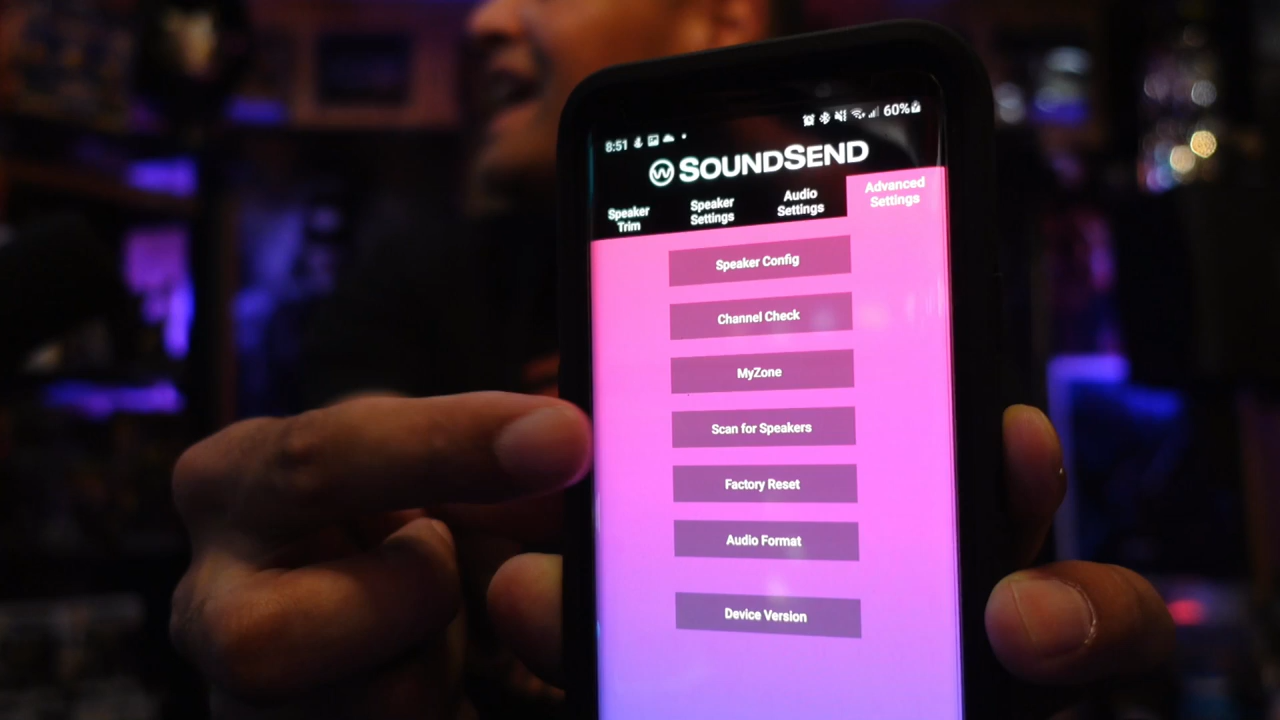 8:51 60%
SOUNDSEND
Speaker Trim
Speaker Settings
Audio Settings
Advanced Settings
Speaker Config
Channel Check
MyZone
Scan for Speakers
Factory Reset
Audio Format
Device Version